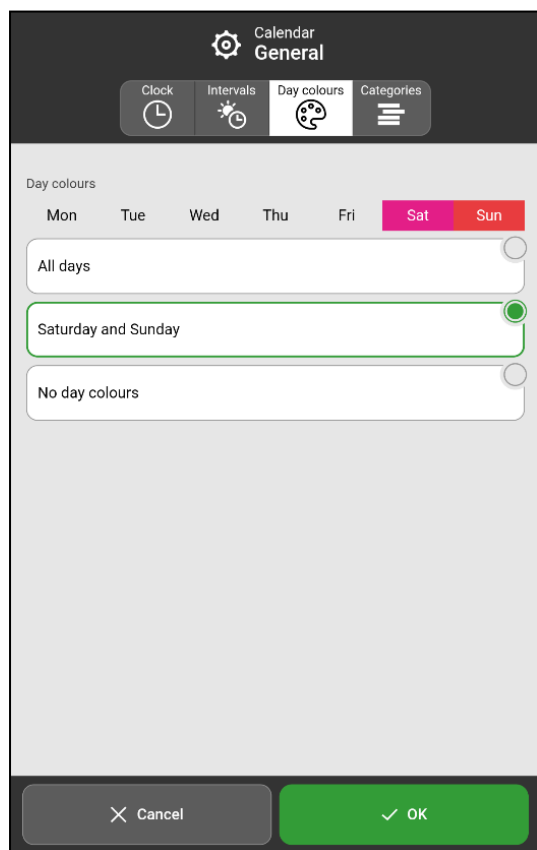 Calendar
General
Clock Intervals Day colours Categories
Day colours
Mon Tue Wed Thu Fri Sat Sun
All days
Saturday and Sunday
No day colours
Cancel OK